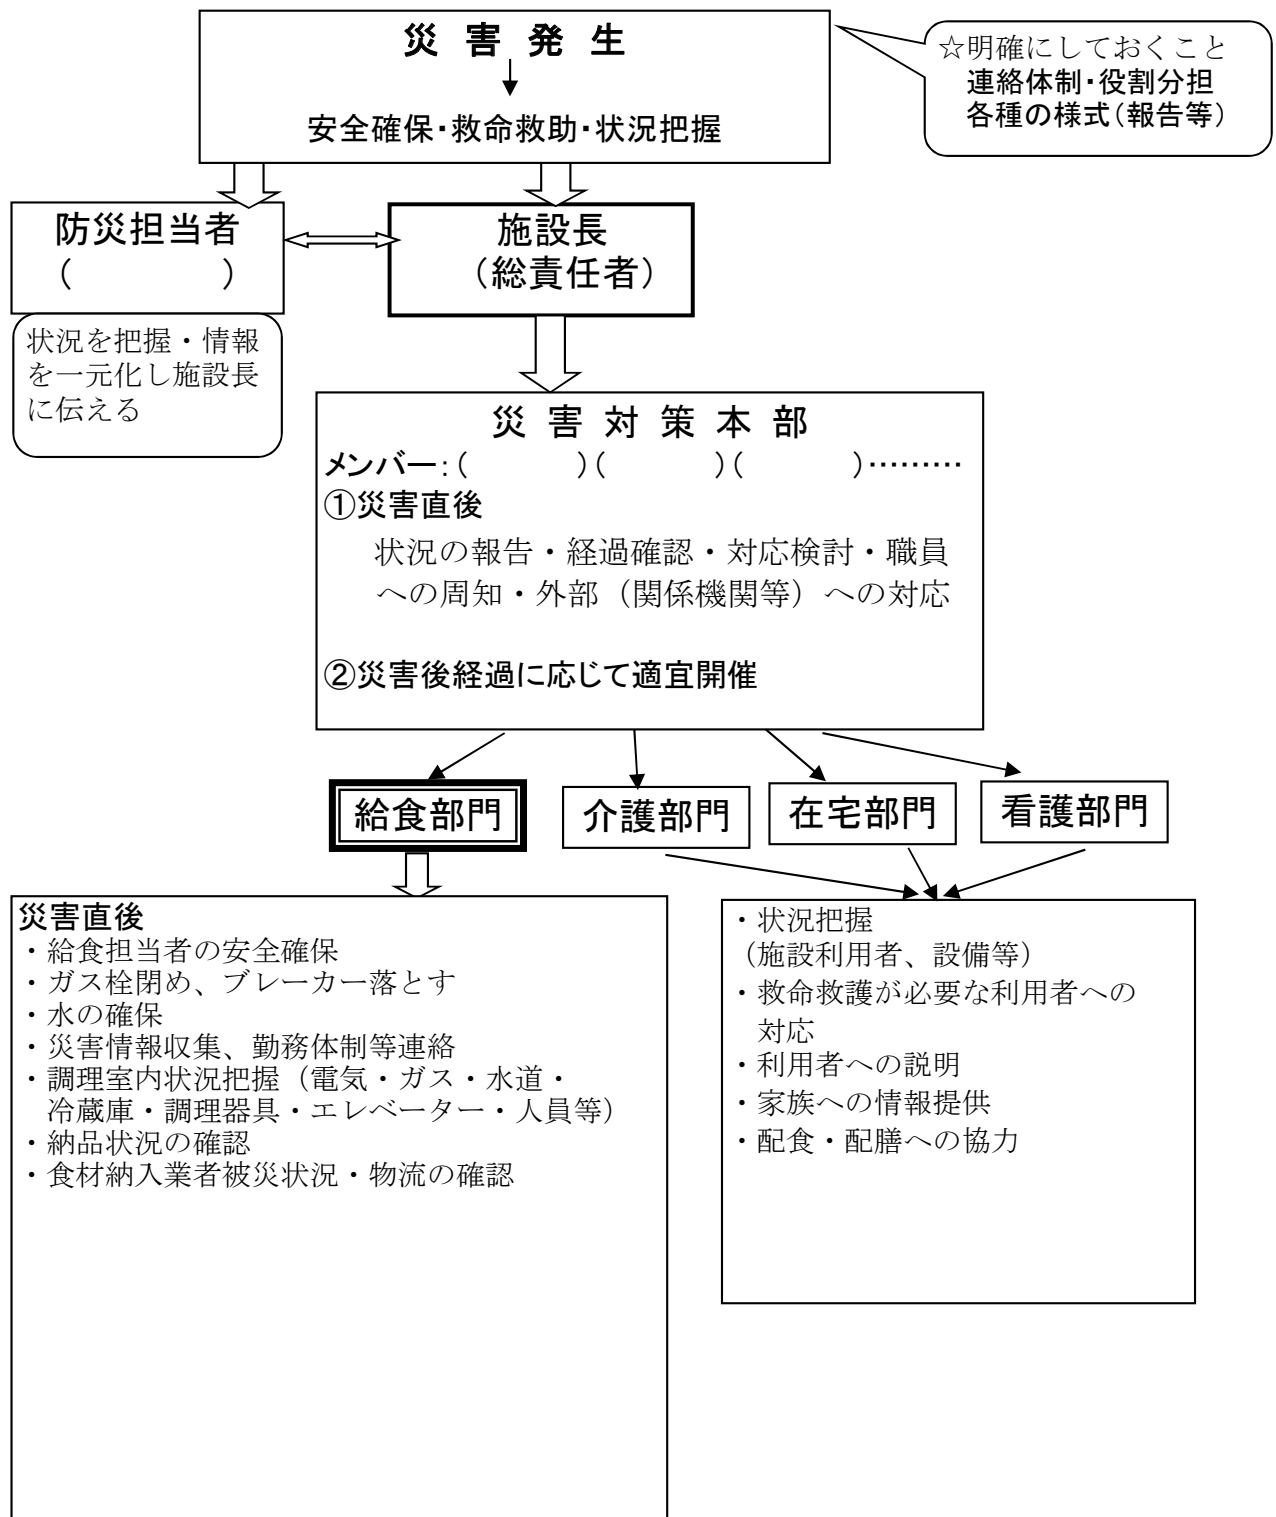 災 害 発 生
安全確保・救命救助・状況把握
☆明確にしておくこと
連絡体制・役割分担
各種の様式（報告等）
防災担当者
（　　　　）
施設長
（総責任者）
状況を把握・情報
を一元化し施設長
に伝える
災 害 対 策 本 部
メンバー：（　　　）（　　　）（　　　）………
①災害直後
状況の報告・経過確認・対応検討・職員
への周知・外部（関係機関等）への対応
②災害後経過に応じて適宜開催
給食部門
介護部門
在宅部門
看護部門
災害直後
・給食担当者の安全確保
・ガス栓閉め、ブレーカー落とす
・水の確保
・災害情報収集、勤務体制等連絡
・調理室内状況把握（電気・ガス・水道・
冷蔵庫・調理器具・エレベーター・人員等）
・納品状況の確認
・食材納入業者被災状況・物流の確認
・状況把握
（施設利用者、設備等）
・救命救護が必要な利用者への
対応
・利用者への説明
・家族への情報提供
・配食・配膳への協力